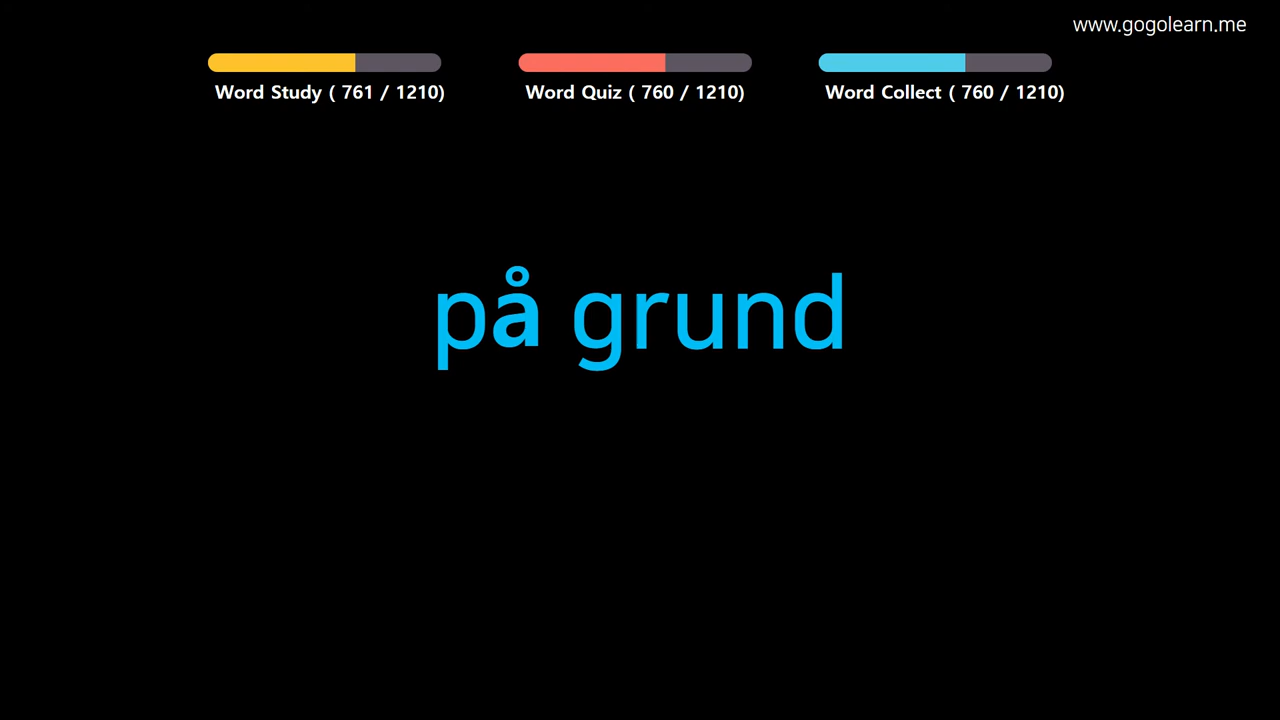 www.gogolearn.me
Word Study ( 761 / 1210)
Word Quiz ( 760 / 1210)
Word Collect ( 760 / 1210)
på grund